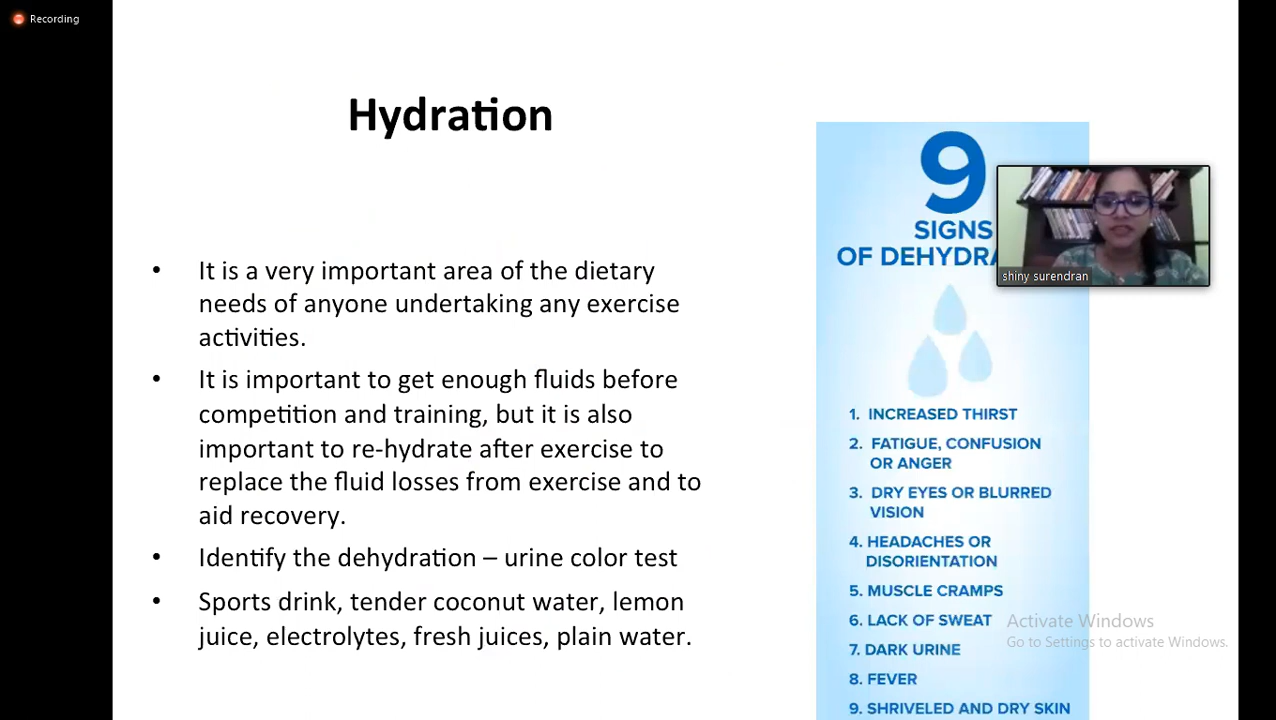 Recording
Hydration
It is a very important area of the dietary
needs of anyone undertaking any exercise
activities.
It is important to get enough fluids before
competition and training, but it is also
important to re-hydrate after exercise to
replace the fluid losses from exercise and to
aid recovery.
Identify the dehydration – urine color test
Sports drink, tender coconut water, lemon
juice, electrolytes, fresh juices, plain water.
9
SIGNS
OF DEHYDRA
shiny surendran
1. INCREASED THIRST
2. FATIGUE, CONFUSION
OR ANGER
3. DRY EYES OR BLURRED
VISION
4. HEADACHES OR
DISORIENTATION
5. MUSCLE CRAMPS
6. LACK OF SWEAT
7. DARK URINE
8. FEVER
9. SHRIVELED AND DRY SKIN
Activate Windows
Go to Settings to activate Windows.